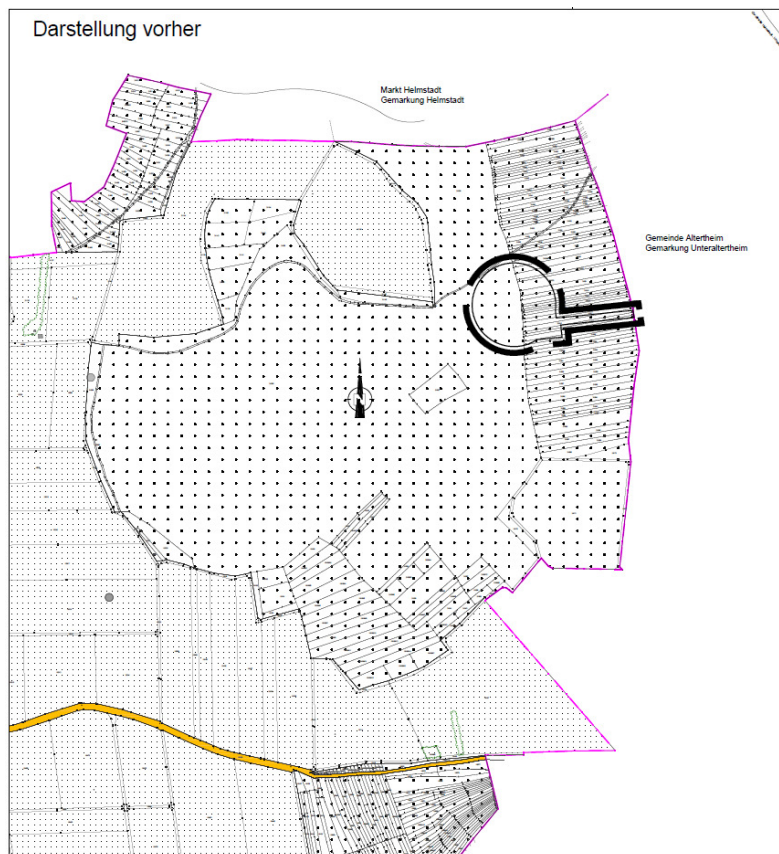 Darstellung vorher
Markt Helmstadt
Gemarkung Helmstadt
Gemeinde Altertheim
Gemarkung Unteraltertheim
N